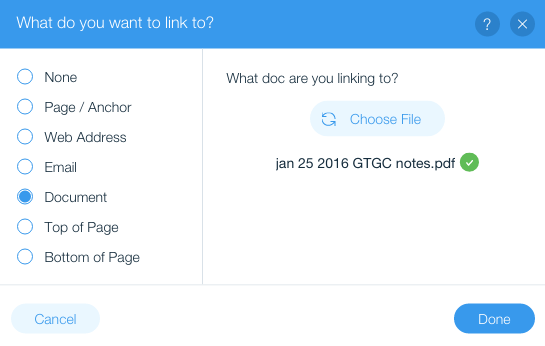 What do you want to link to?
?
None
Page / Anchor
Web Address
Email
Document
Top of Page
Bottom of Page
What doc are you linking to?
Choose File
jan 25 2016 GTGC notes.pdf
Cancel
Done